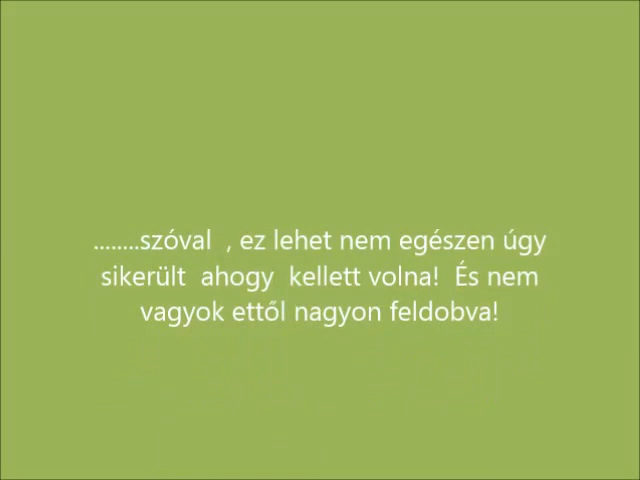 ........szóval  , ez lehet nem egészen úgy
sikerült  ahogy  kellett volna!  És nem
vagyok ettől nagyon feldobva!